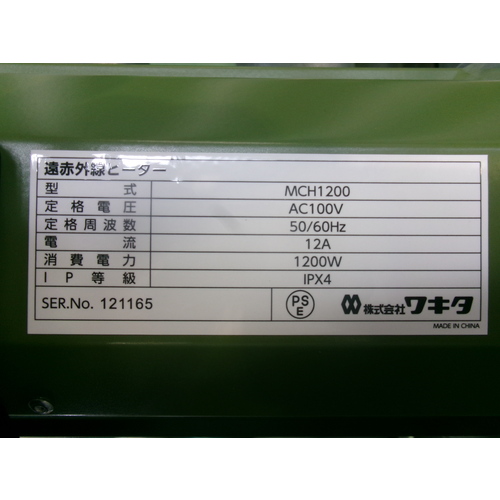 遠赤外線ヒーター
型式 MCH1200
定格電圧 AC100V
定格周波数 50/60Hz
電流 12A
消費電力 1200W
IP等級 IPX4
SER.No. 121165 PSE 株式会社ワキタ
MADE IN CHINA